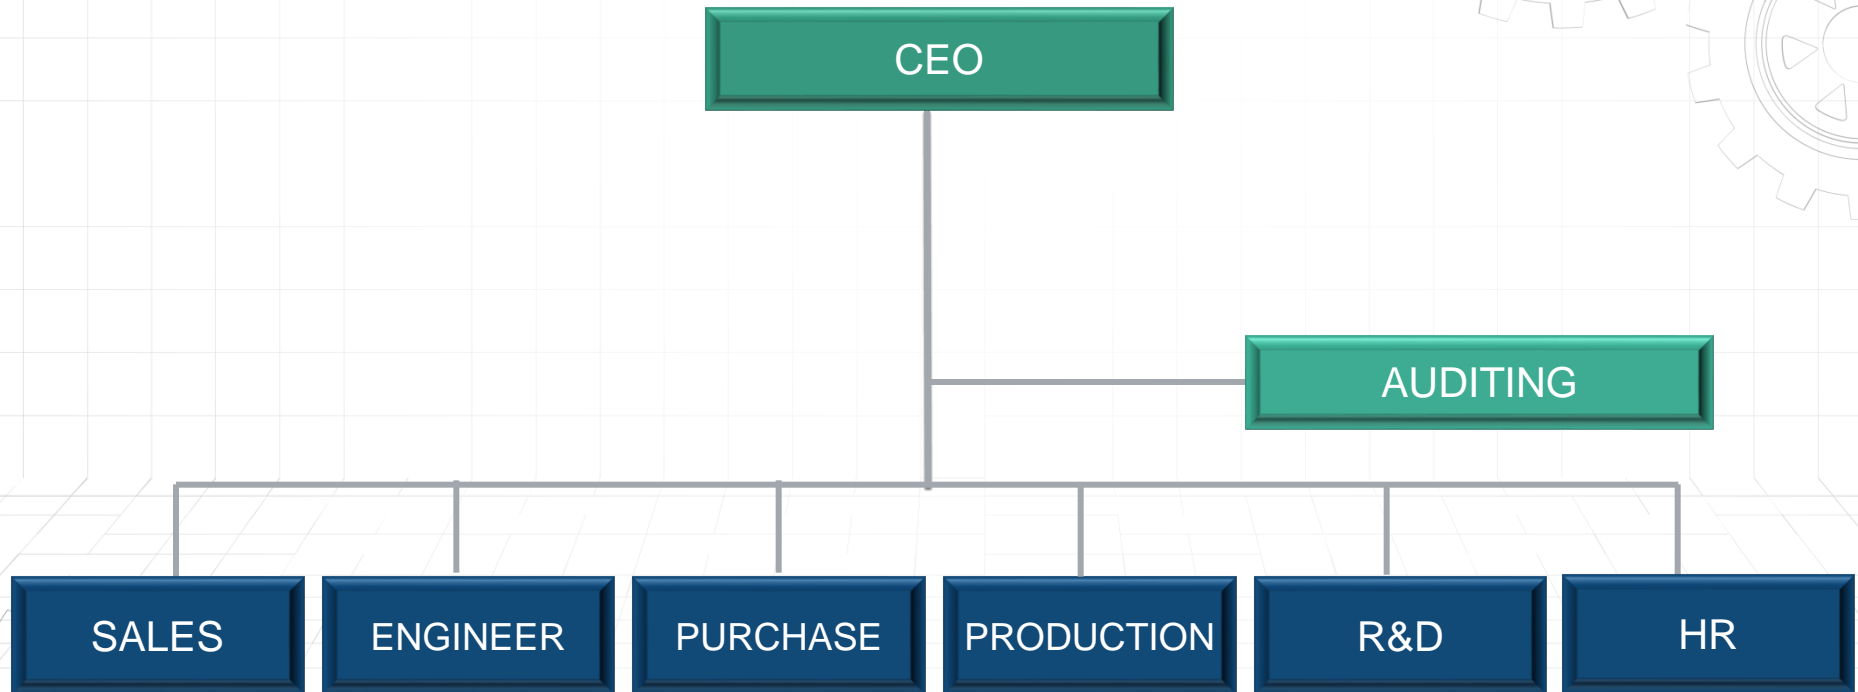 CEO
AUDITING
SALES
ENGINEER
PURCHASE
PRODUCTION
R&D
HR